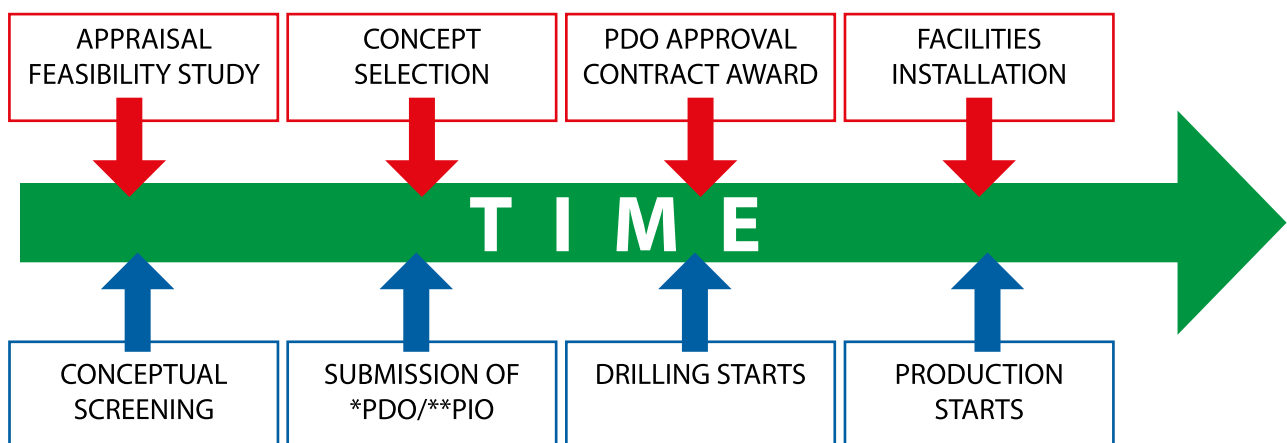 APPRAISAL
FEASIBILITY STUDY
CONCEPT
SELECTION
PDO APPROVAL
CONTRACT AWARD
FACILITIES
INSTALLATION
TIME
CONCEPTUAL
SCREENING
SUBMISSION OF
*PDO/**PIO
DRILLING STARTS
PRODUCTION
STARTS